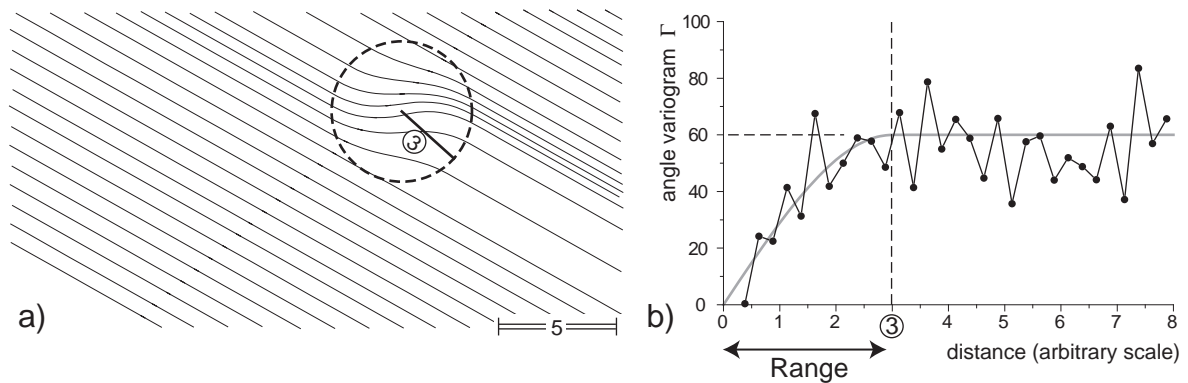 ③
5
a)
100
80
60
40
20
0
angle variogram Γ
0 1 2 ③ 4 5 6 7 8
b)
distance (arbitrary scale)
Range